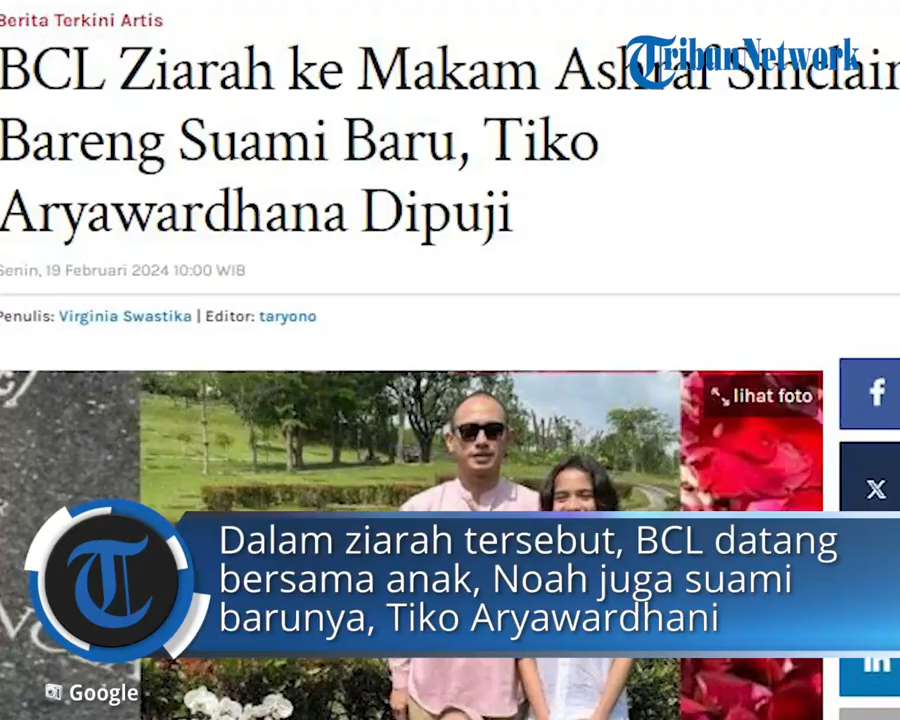 Berita Terkini Artis
TribunNetwork
BCL Ziarah ke Makam Ashraf Sinclair
Bareng Suami Baru, Tiko
Aryawardhana Dipuji
Senin, 19 Februari 2024 10:00 WIB
Penulis: Virginia Swastika | Editor: taryono
lihat foto
f
X
Dalam ziarah tersebut, BCL datang
bersama anak, Noah juga suami
barunya, Tiko Aryawardhani
T
in
Google